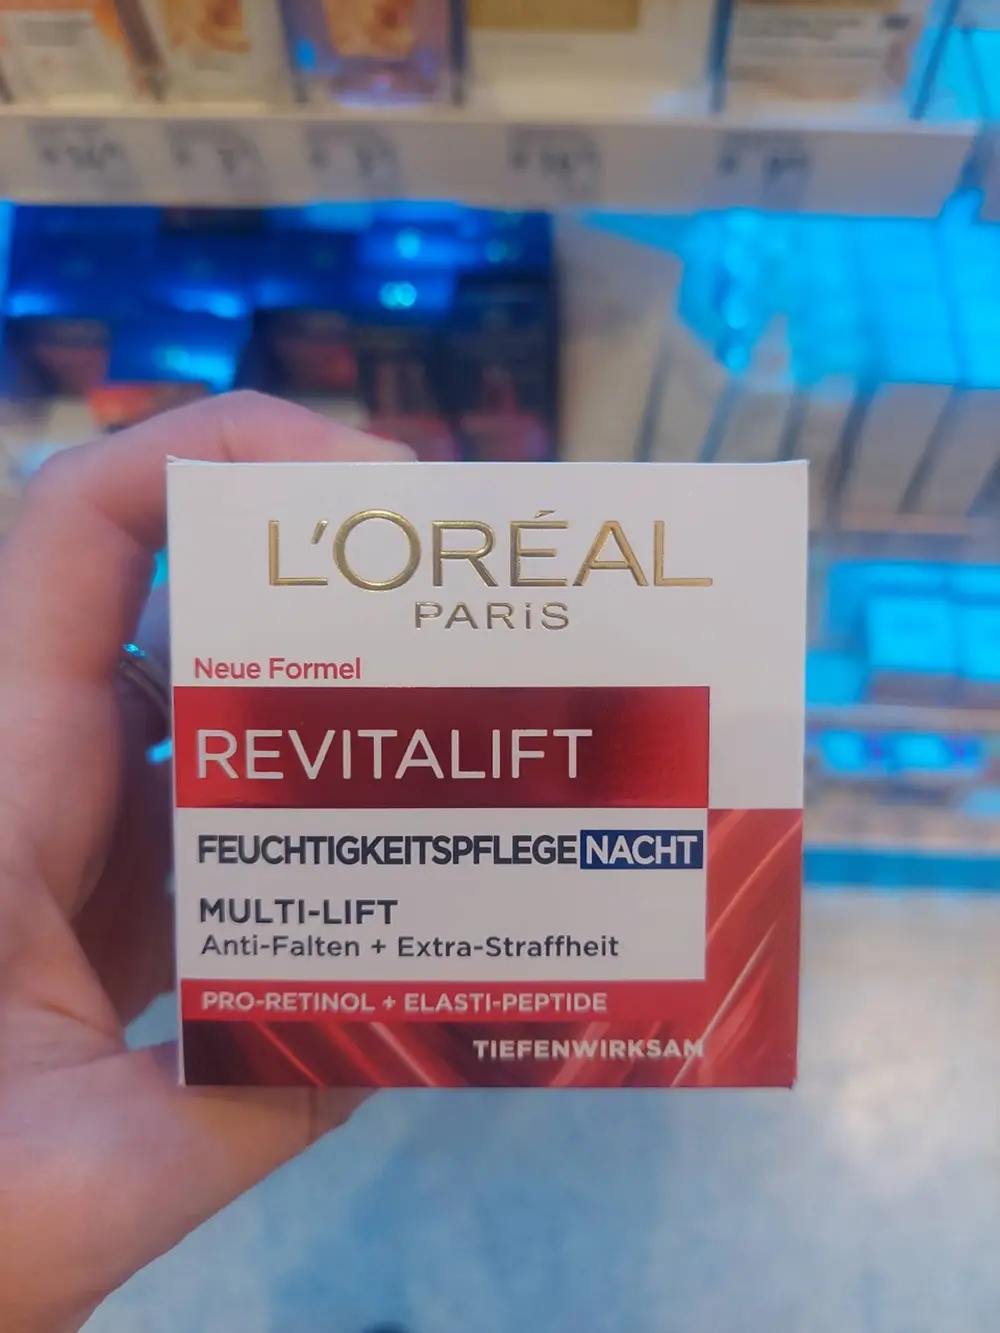 L'ORÉAL
PARiS
Neue Formel
REVITALIFT
FEUCHTIGKEITSPFLEGE NACHT
MULTI-LIFT
Anti-Falten + Extra-Straffheit
PRO-RETINOL + ELASTI-PEPTIDE
TIEFENWIRKSAM